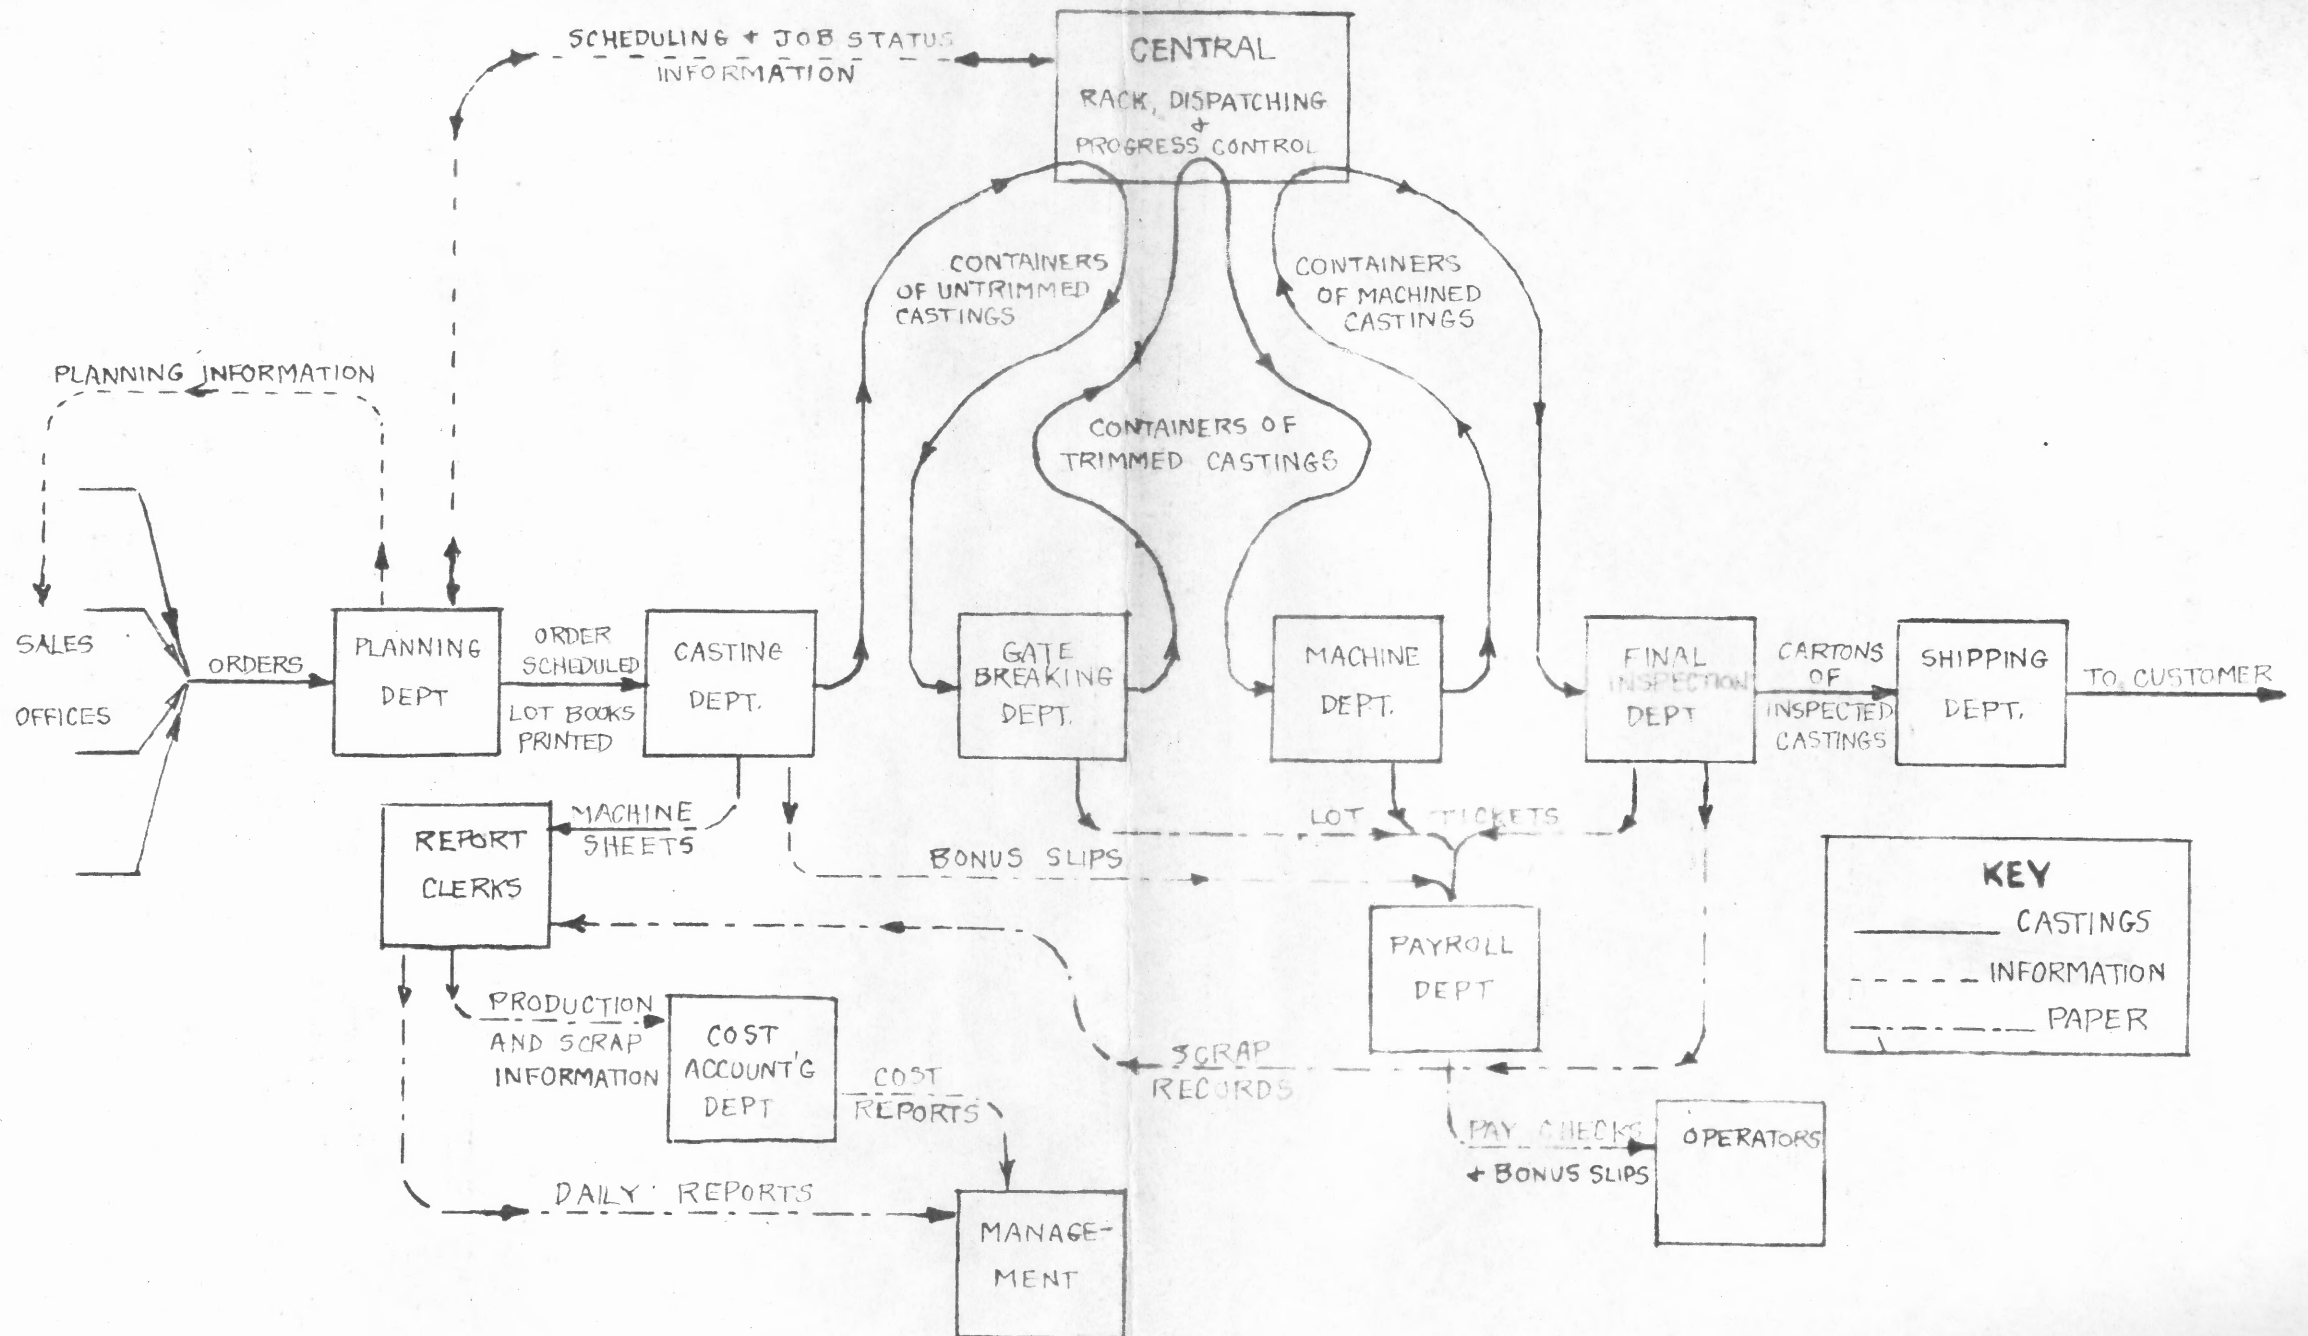 SCHEDULING + JOB STATUS
INFORMATION
CENTRAL
RACK, DISPATCHING
+
PROGRESS CONTROL
CONTAINERS
OF UNTRIMMED
CASTINGS
CONTAINERS
OF MACHINED
CASTINGS
PLANNING INFORMATION
CONTAINERS OF
TRIMMED CASTINGS
SALES
OFFICES
ORDERS
PLANNING
DEPT
ORDER
SCHEDULED
LOT BOOKS
PRINTED
CASTING
DEPT.
GATE
BREAKING
DEPT.
MACHINE
DEPT.
FINAL
INSPECTION
DEPT
CARTONS
OF
INSPECTED
CASTINGS
SHIPPING
DEPT.
TO CUSTOMER
REPORT
CLERKS
MACHINE
SHEETS
LOT TICKETS
BONUS SLIPS
PAYROLL
DEPT
KEY
CASTINGS
INFORMATION
PAPER
PRODUCTION
AND SCRAP
INFORMATION
COST
ACCOUNT'G
DEPT
COST
REPORTS
SCRAP
RECORDS
PAY CHECKS
+ BONUS SLIPS
OPERATORS
DAILY REPORTS
MANAGE-
MENT